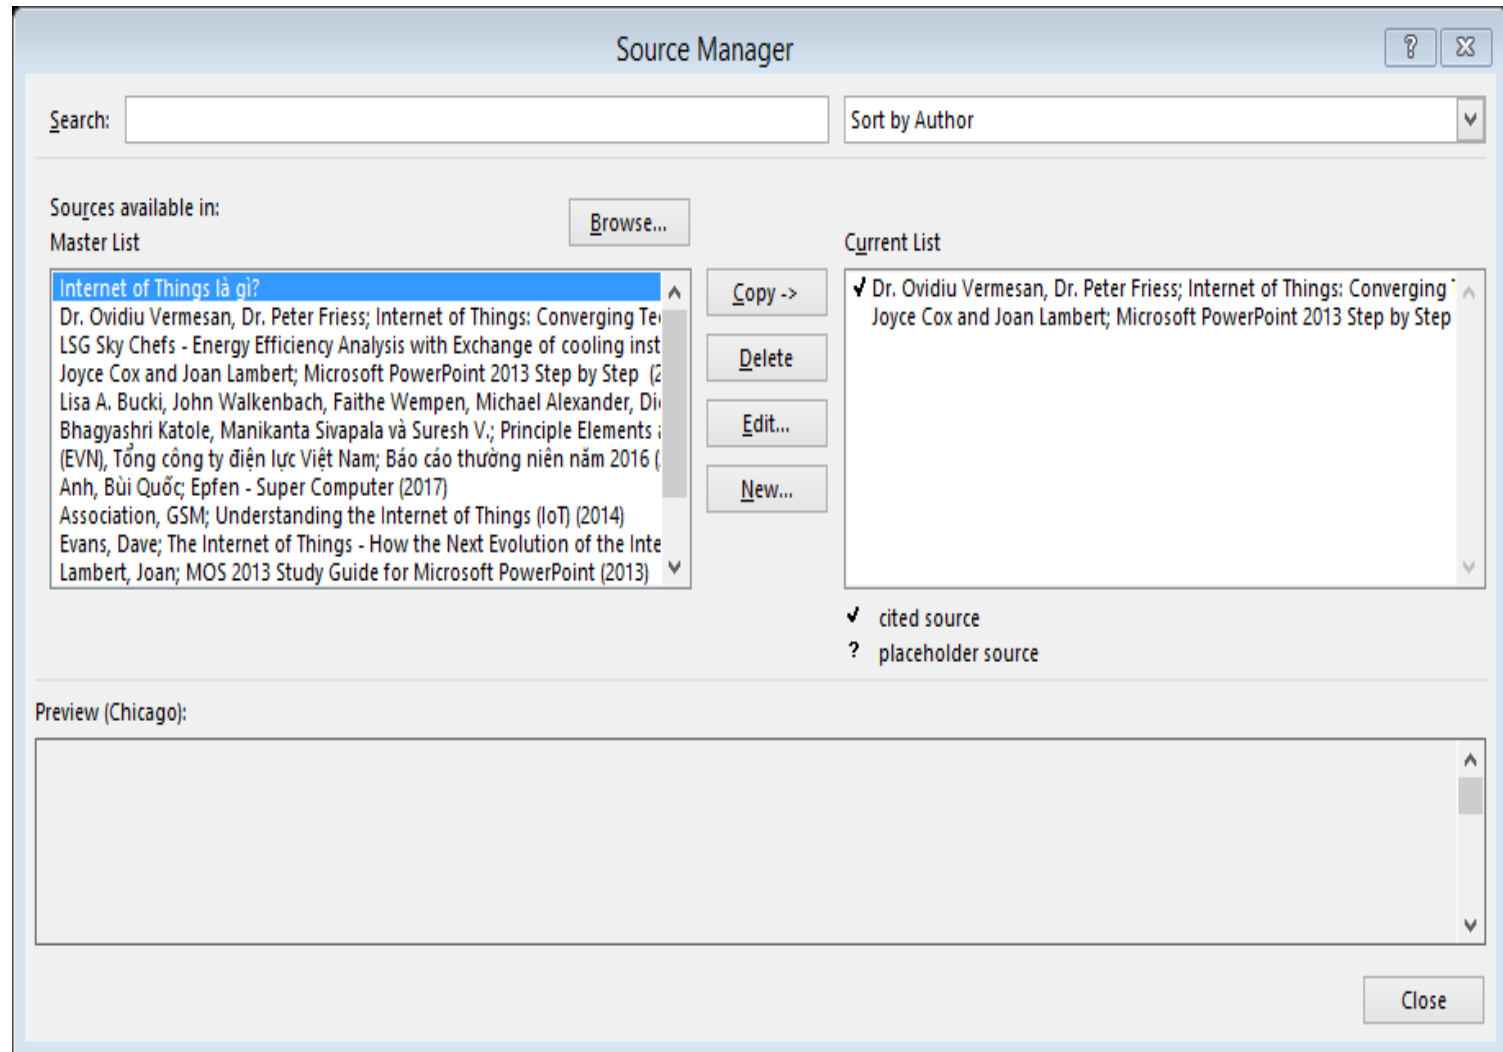 Source Manager
Search:
Sort by Author
Sources available in:
Browse...
Master List
Current List
Internet of Things là gì?
Dr. Ovidiu Vermesan, Dr. Peter Friess; Internet of Things: Converging
LSG Sky Chefs - Energy Efficiency Analysis with Exchange of cooling inst
Joyce Cox and Joan Lambert; Microsoft PowerPoint 2013 Step by Step
Lisa A. Bucki, John Walkenbach, Faithe Wempen, Michael Alexander,
Bhagyashri Katole, Manikanta Sivapala và Suresh V.; Principle Elements
(EVN), Tổng công ty điện lực Việt Nam; Báo cáo thường niên năm 2016
Anh, Bùi Quốc; Epfen - Super Computer (2017)
Association, GSM; Understanding the Internet of Things (IoT) (2014)
Evans, Dave; The Internet of Things - How the Next Evolution of the Inte
Lambert, Joan; MOS 2013 Study Guide for Microsoft PowerPoint (2013)
Copy ->
Delete
Edit...
New...
✓ Dr. Ovidiu Vermesan, Dr. Peter Friess; Internet of Things: Converging
Joyce Cox and Joan Lambert; Microsoft PowerPoint 2013 Step by Step
✓ cited source
? placeholder source
Preview (Chicago):
Close